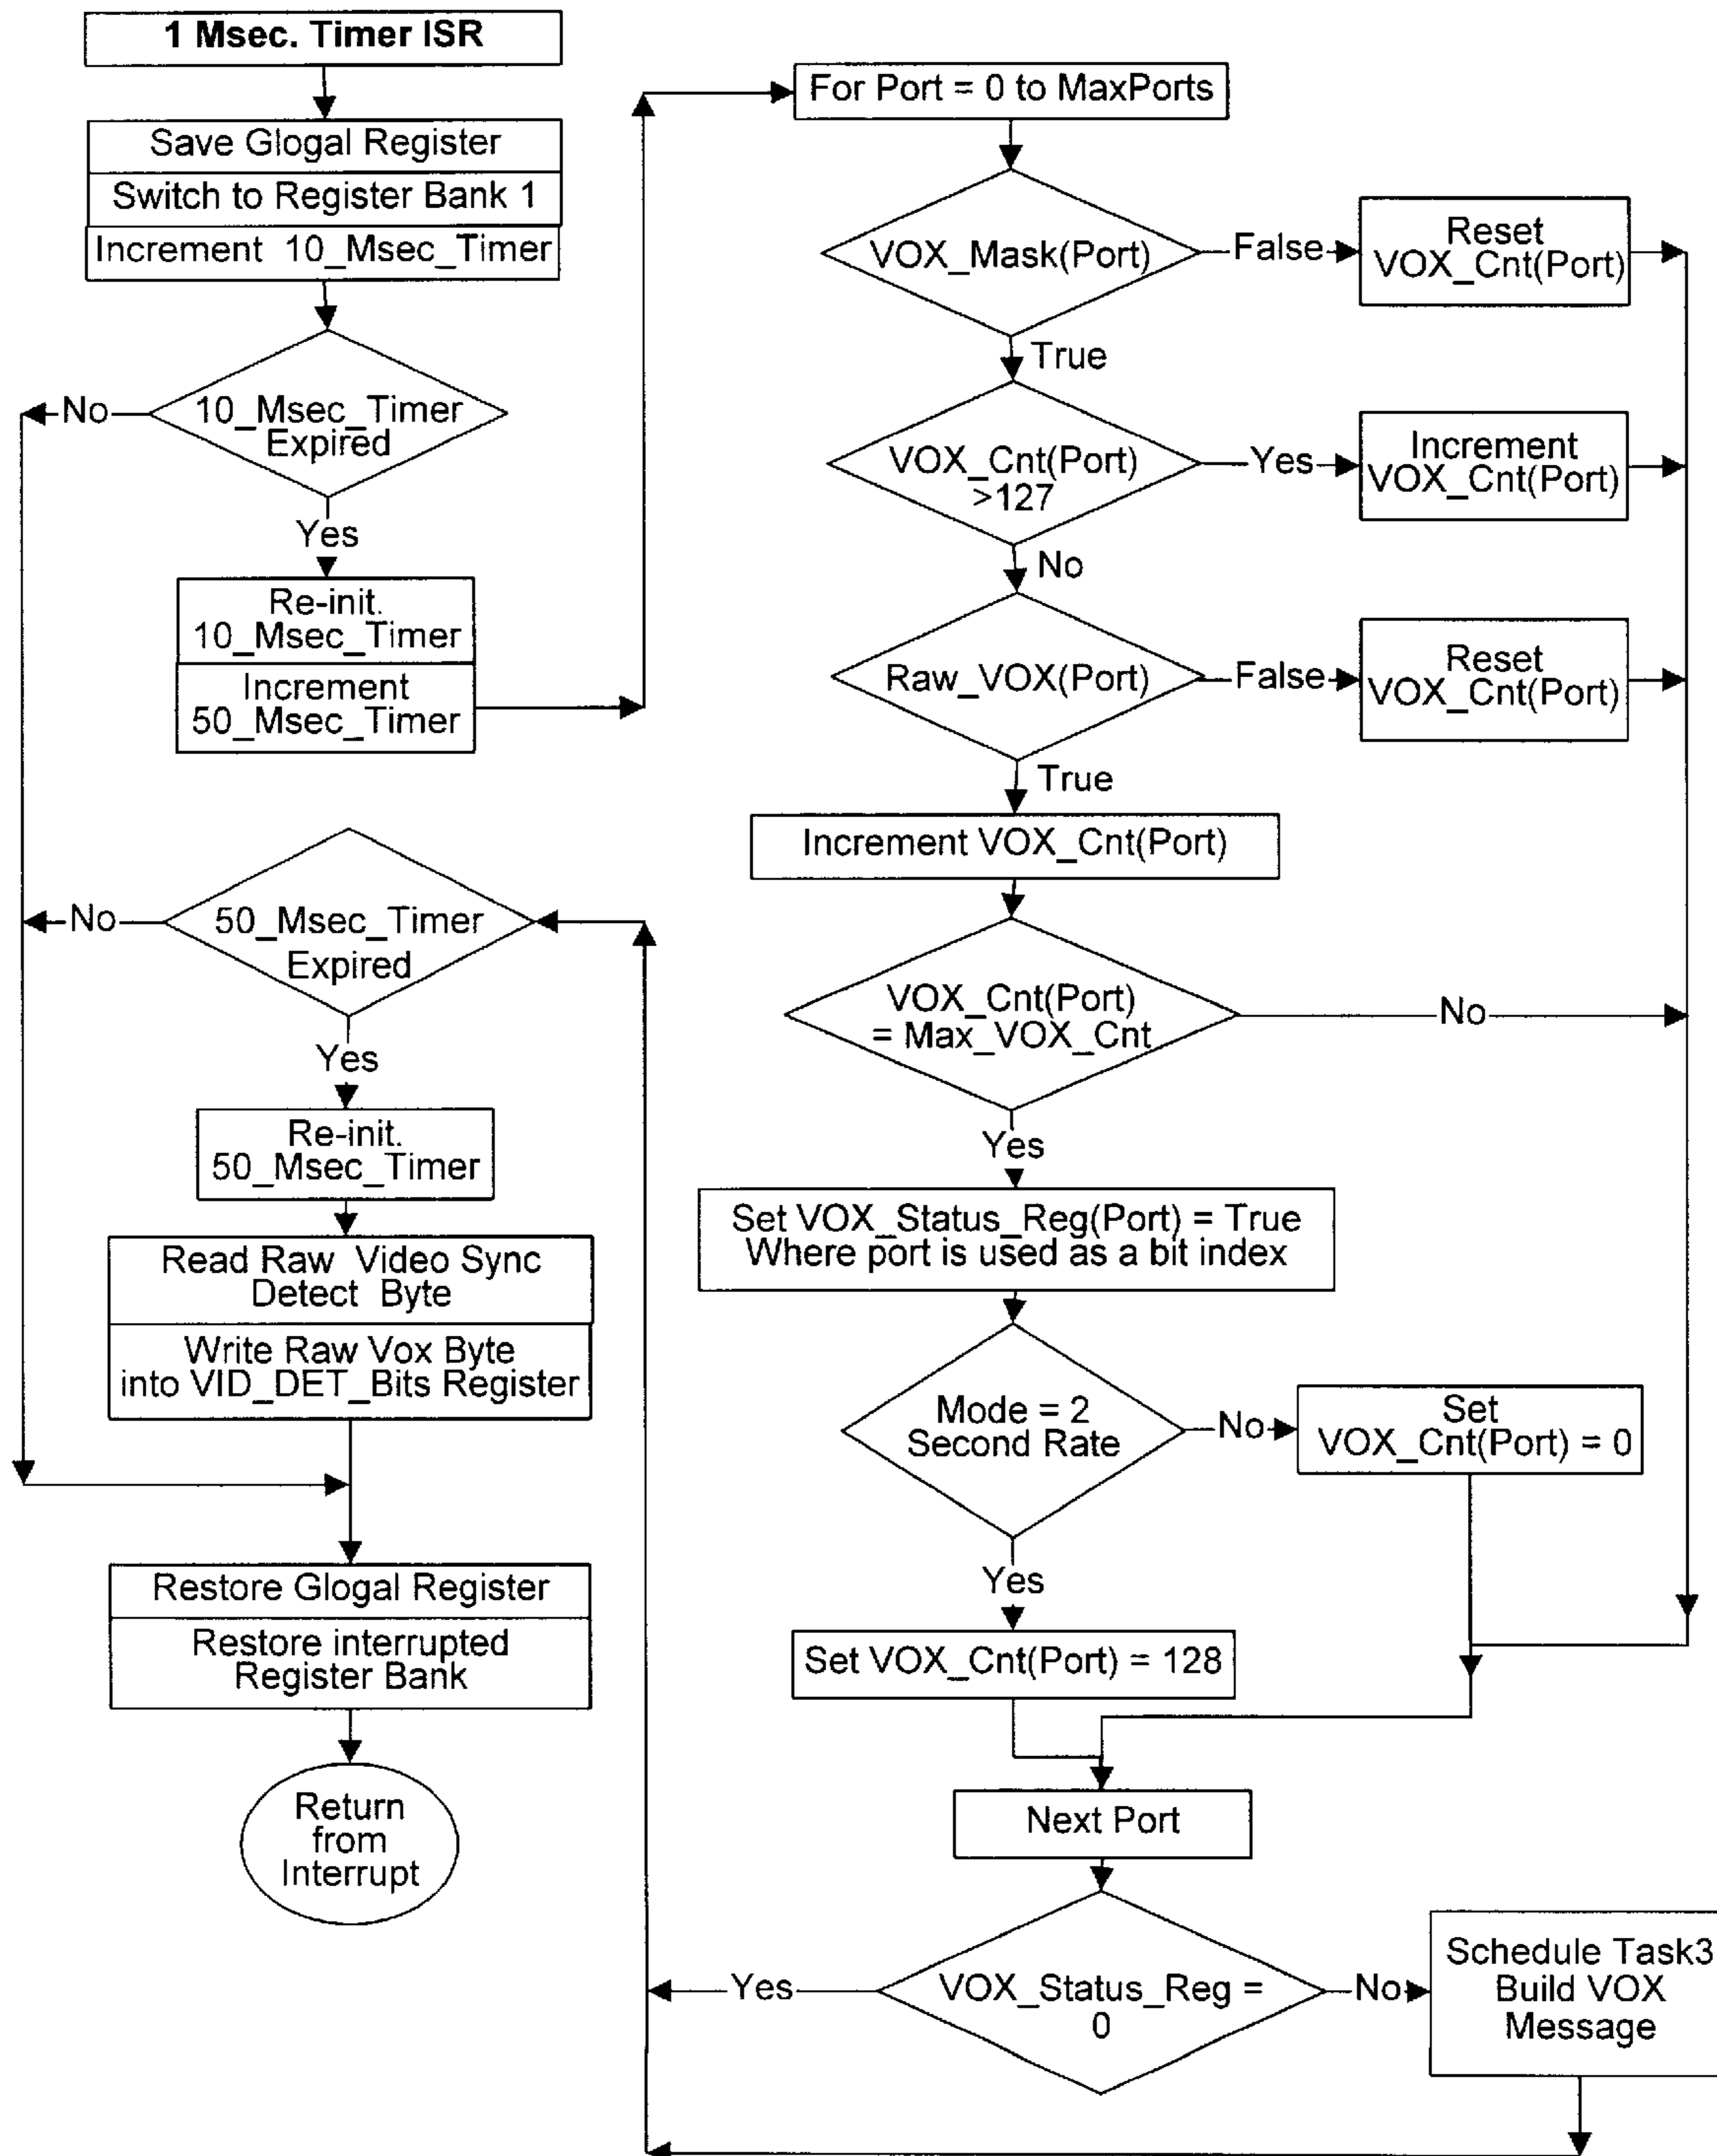 1 Msec. Timer ISR
Save Glogal Register
Switch to Register Bank 1
Increment 10_Msec_Timer
No
10_Msec_Timer
Expired
Yes
Re-init.
10_Msec_Timer
Increment
50_Msec_Timer
No
50_Msec_Timer
Expired
Yes
Re-init.
50_Msec_Timer
Read Raw Video Sync
Detect Byte
Write Raw Vox Byte
into VID_DET_Bits Register
Restore Glogal Register
Restore interrupted
Register Bank
Return
from
Interrupt
For Port = 0 to MaxPorts
VOX_Mask(Port)
False
Reset
VOX_Cnt(Port)
True
VOX_Cnt(Port)
>127
Yes
Increment
VOX_Cnt(Port)
No
Raw_VOX(Port)
False
Reset
VOX_Cnt(Port)
True
Increment VOX_Cnt(Port)
VOX_Cnt(Port)
= Max_VOX_Cnt
No
Yes
Set VOX_Status_Reg(Port) = True
Where port is used as a bit index
Mode = 2
Second Rate
No
Set
VOX_Cnt(Port) = 0
Yes
Set VOX_Cnt(Port) = 128
Next Port
Yes
VOX_Status_Reg =
0
No
Schedule Task3
Build VOX
Message